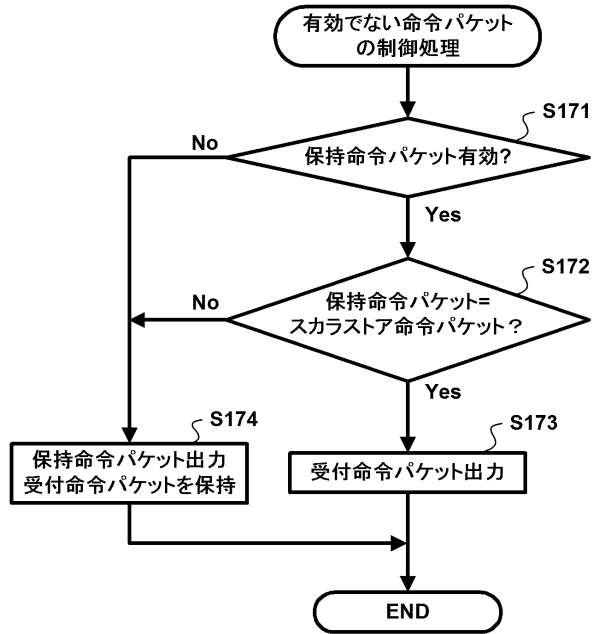 有効でない命令パケット
の制御処理
S171
保持命令パケット有効?
No
Yes
S172
保持命令パケット=
スカラストア命令パケット?
No
Yes
S174
S173
保持命令パケット出力
受付命令パケットを保持
受付命令パケット出力
END